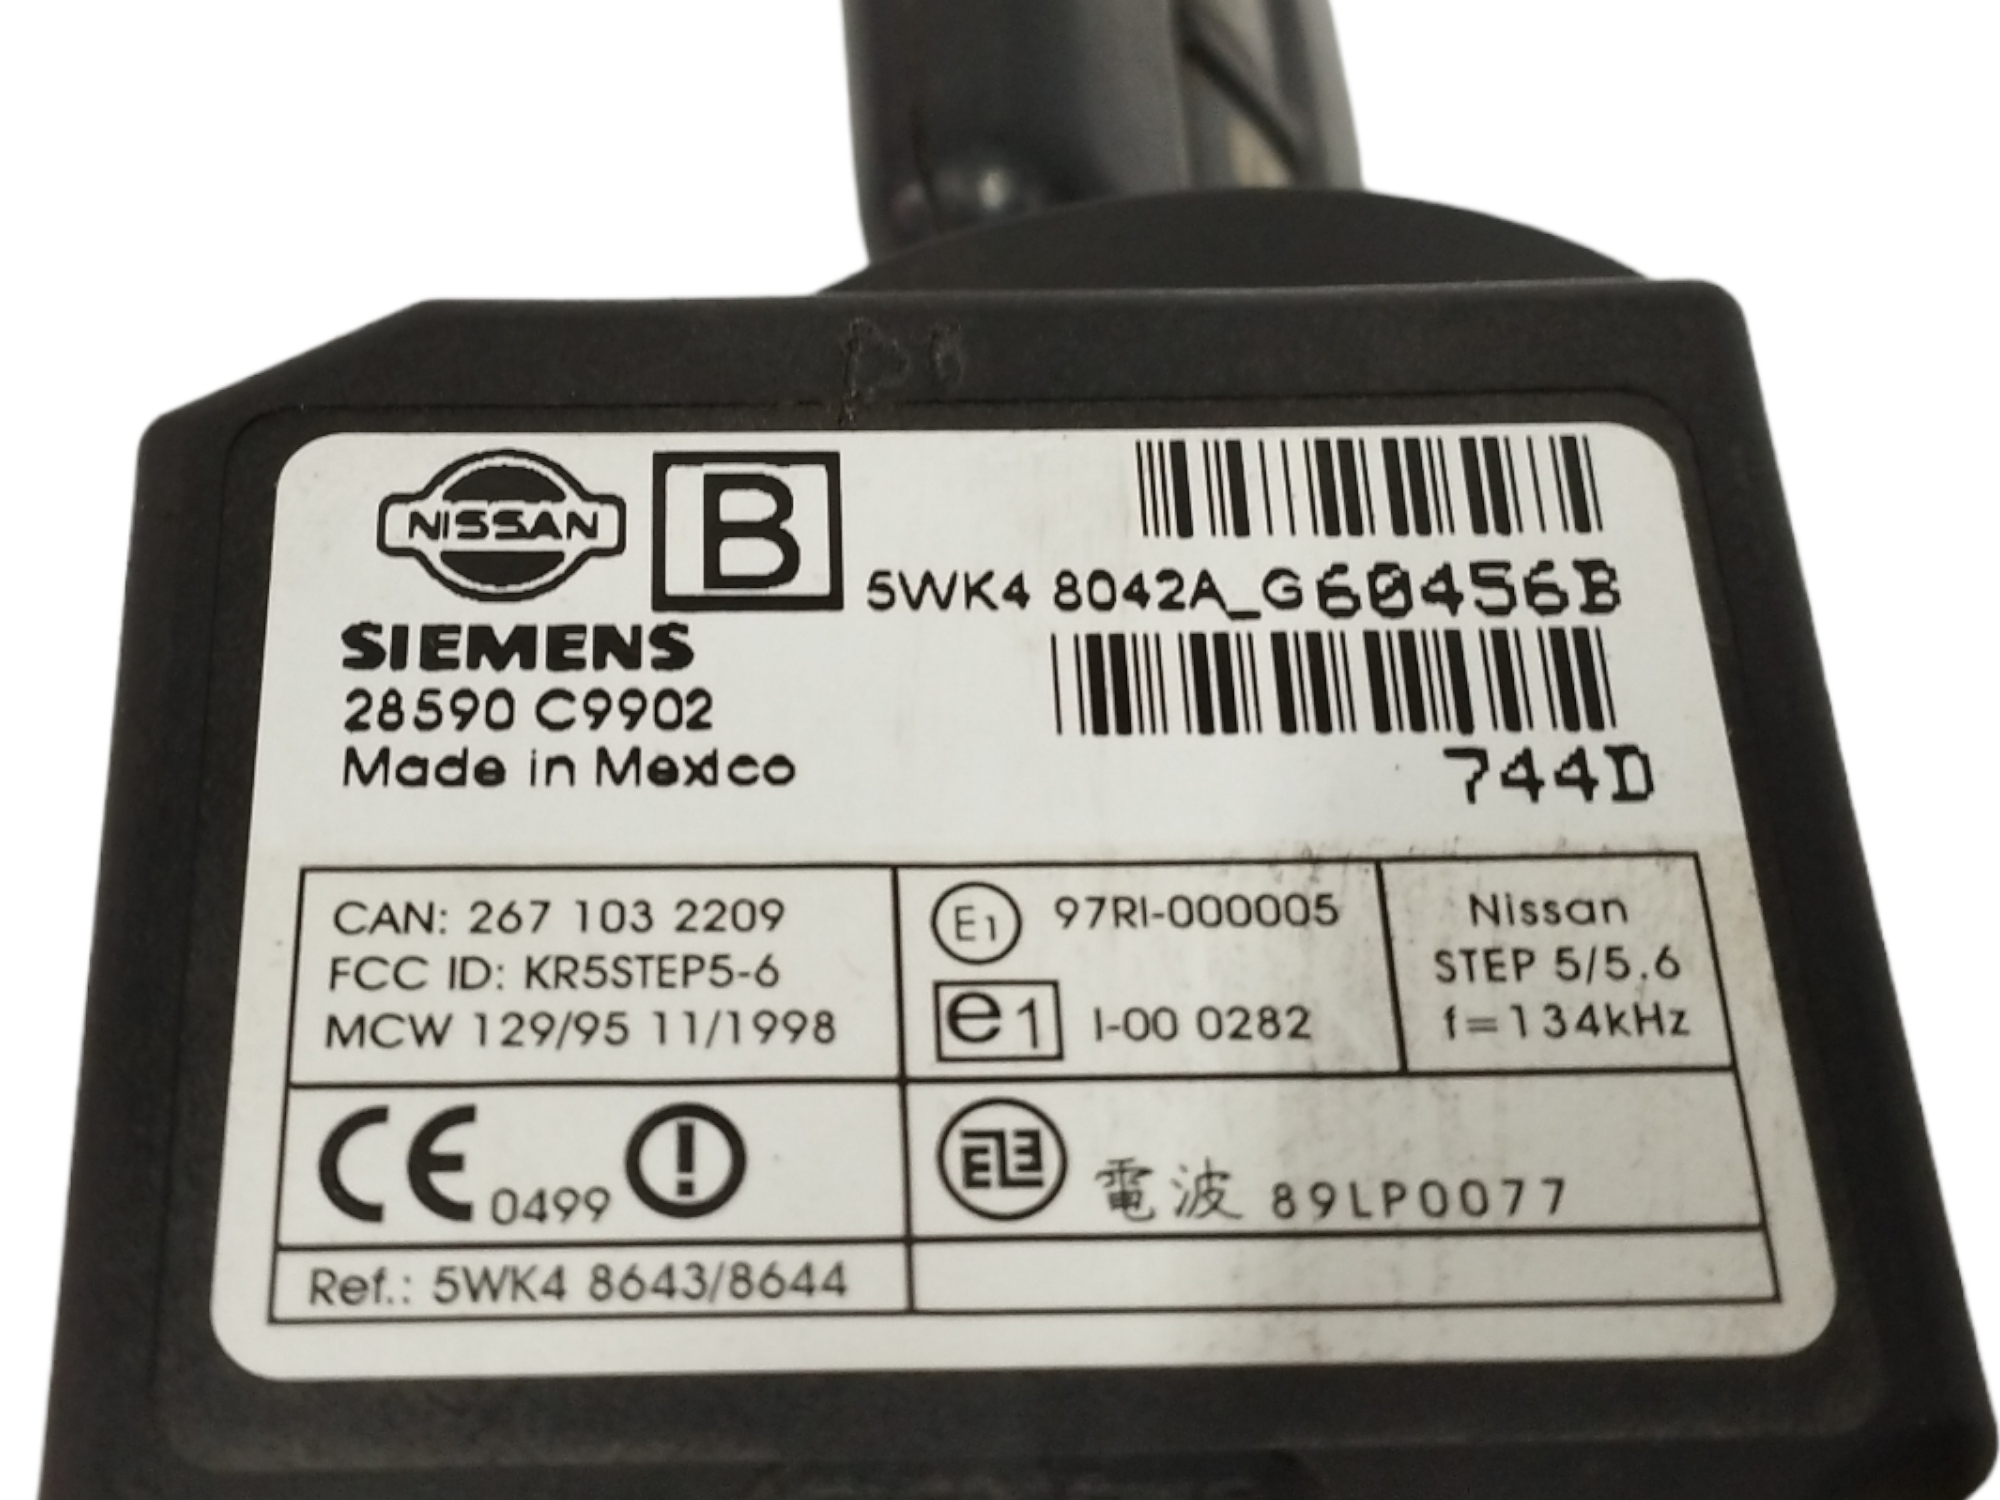 NISSAN
B
5WK4 8042A_G60456B
SIEMENS
28590 C9902
Made in Mexico
744D
CAN: 267 103 2209
FCC ID: KR5STEP5-6
MCW 129/95 11/1998
E1 97RI-000005
e1 I-00 0282
Nissan
STEP 5/5.6
f=134kHz
CE 0499
電波 89LP0077
Ref.: 5WK4 8643/8644